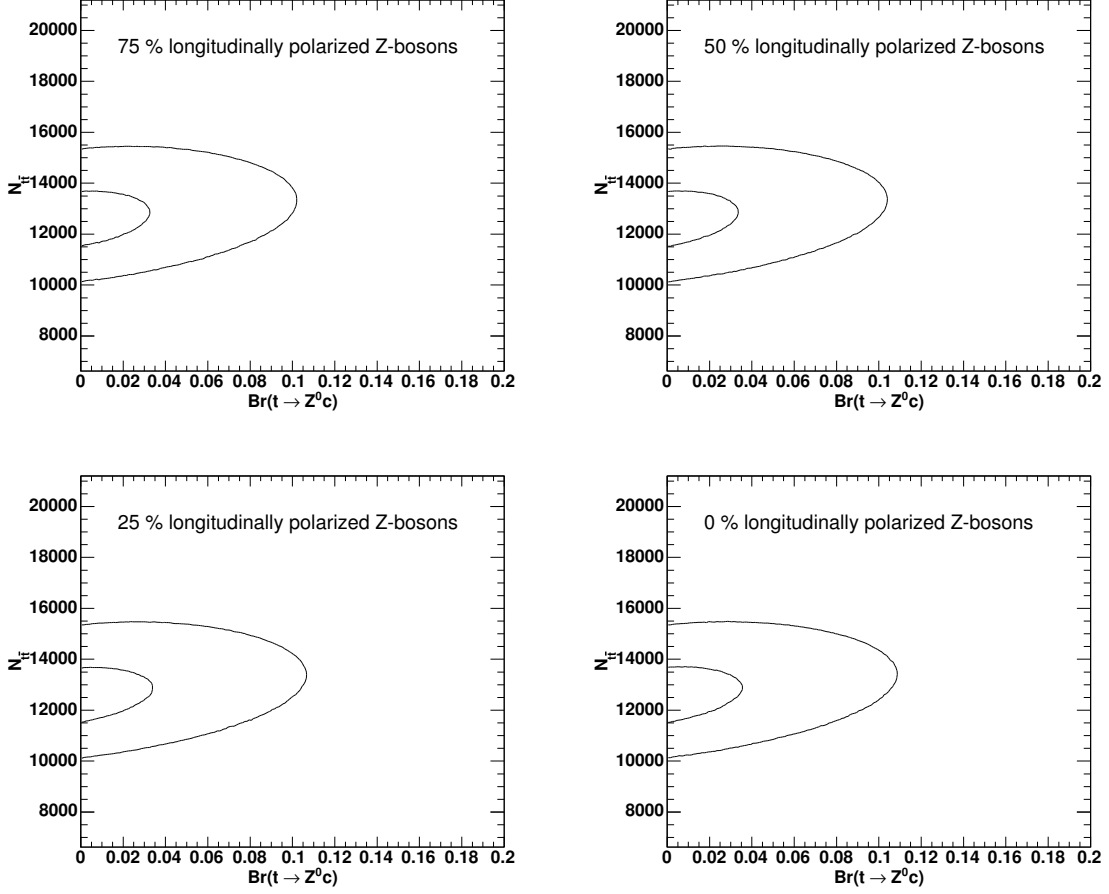 75 % longitudinally polarized Z-bosons
20000
18000
16000
14000
12000
10000
8000
N_tt̄
0 0.02 0.04 0.06 0.08 0.1 0.12 0.14 0.16 0.18 0.2
Br(t → Z⁰c)
50 % longitudinally polarized Z-bosons
20000
18000
16000
14000
12000
10000
8000
N_tt̄
0 0.02 0.04 0.06 0.08 0.1 0.12 0.14 0.16 0.18 0.2
Br(t → Z⁰c)
25 % longitudinally polarized Z-bosons
20000
18000
16000
14000
12000
10000
8000
N_tt̄
0 0.02 0.04 0.06 0.08 0.1 0.12 0.14 0.16 0.18 0.2
Br(t → Z⁰c)
0 % longitudinally polarized Z-bosons
20000
18000
16000
14000
12000
10000
8000
N_tt̄
0 0.02 0.04 0.06 0.08 0.1 0.12 0.14 0.16 0.18 0.2
Br(t → Z⁰c)